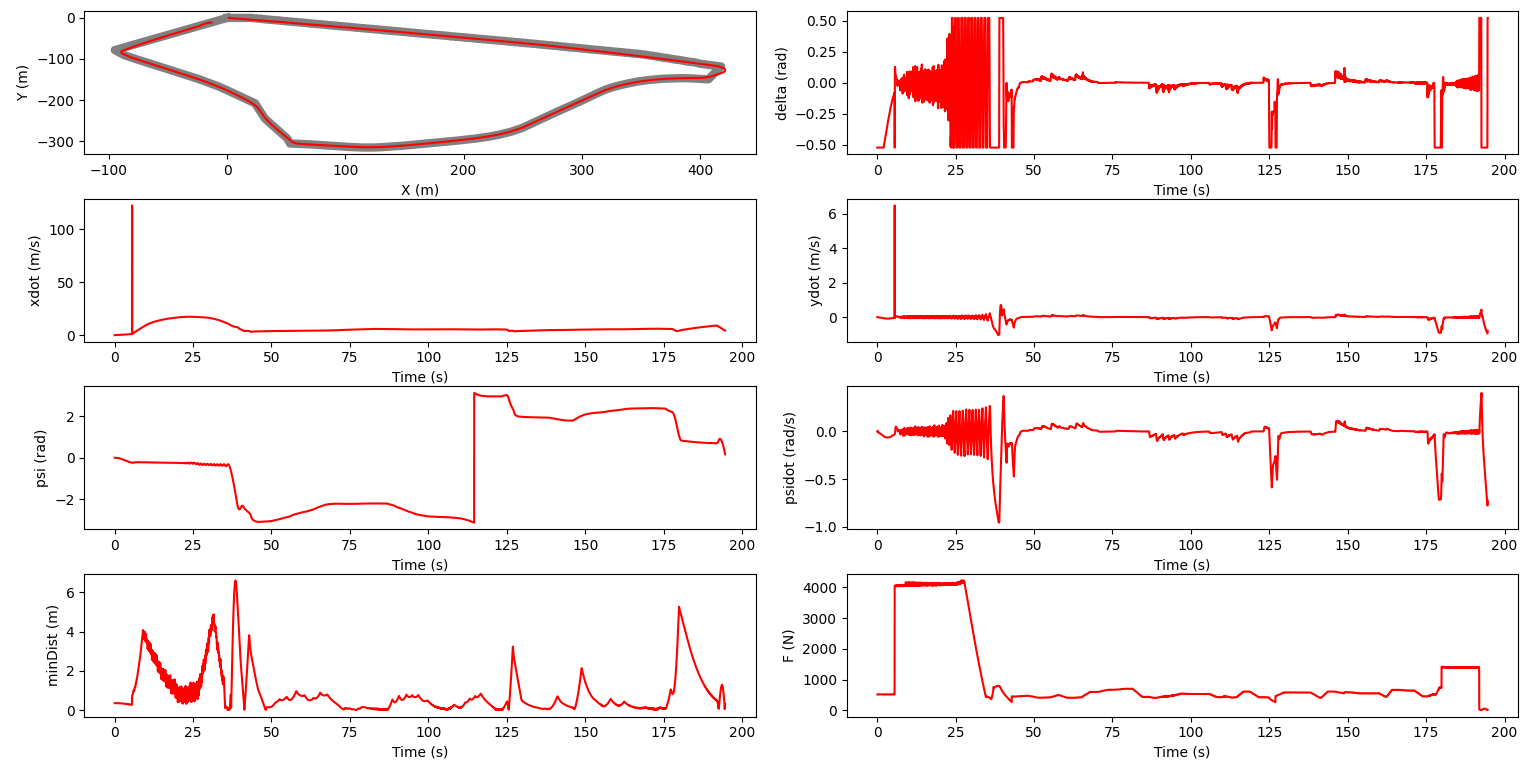 0
−100
−200
−300
Y (m)
−100 0 100 200 300 400
X (m)
0.50
0.25
0.00
−0.25
−0.50
delta (rad)
0 25 50 75 100 125 150 175 200
Time (s)
100
50
0
xdot (m/s)
0 25 50 75 100 125 150 175 200
Time (s)
6
4
2
0
ydot (m/s)
0 25 50 75 100 125 150 175 200
Time (s)
2
0
−2
psi (rad)
0 25 50 75 100 125 150 175 200
Time (s)
0.0
−0.5
−1.0
psidot (rad/s)
0 25 50 75 100 125 150 175 200
Time (s)
6
4
2
0
minDist (m)
0 25 50 75 100 125 150 175 200
Time (s)
4000
3000
2000
1000
0
F (N)
0 25 50 75 100 125 150 175 200
Time (s)